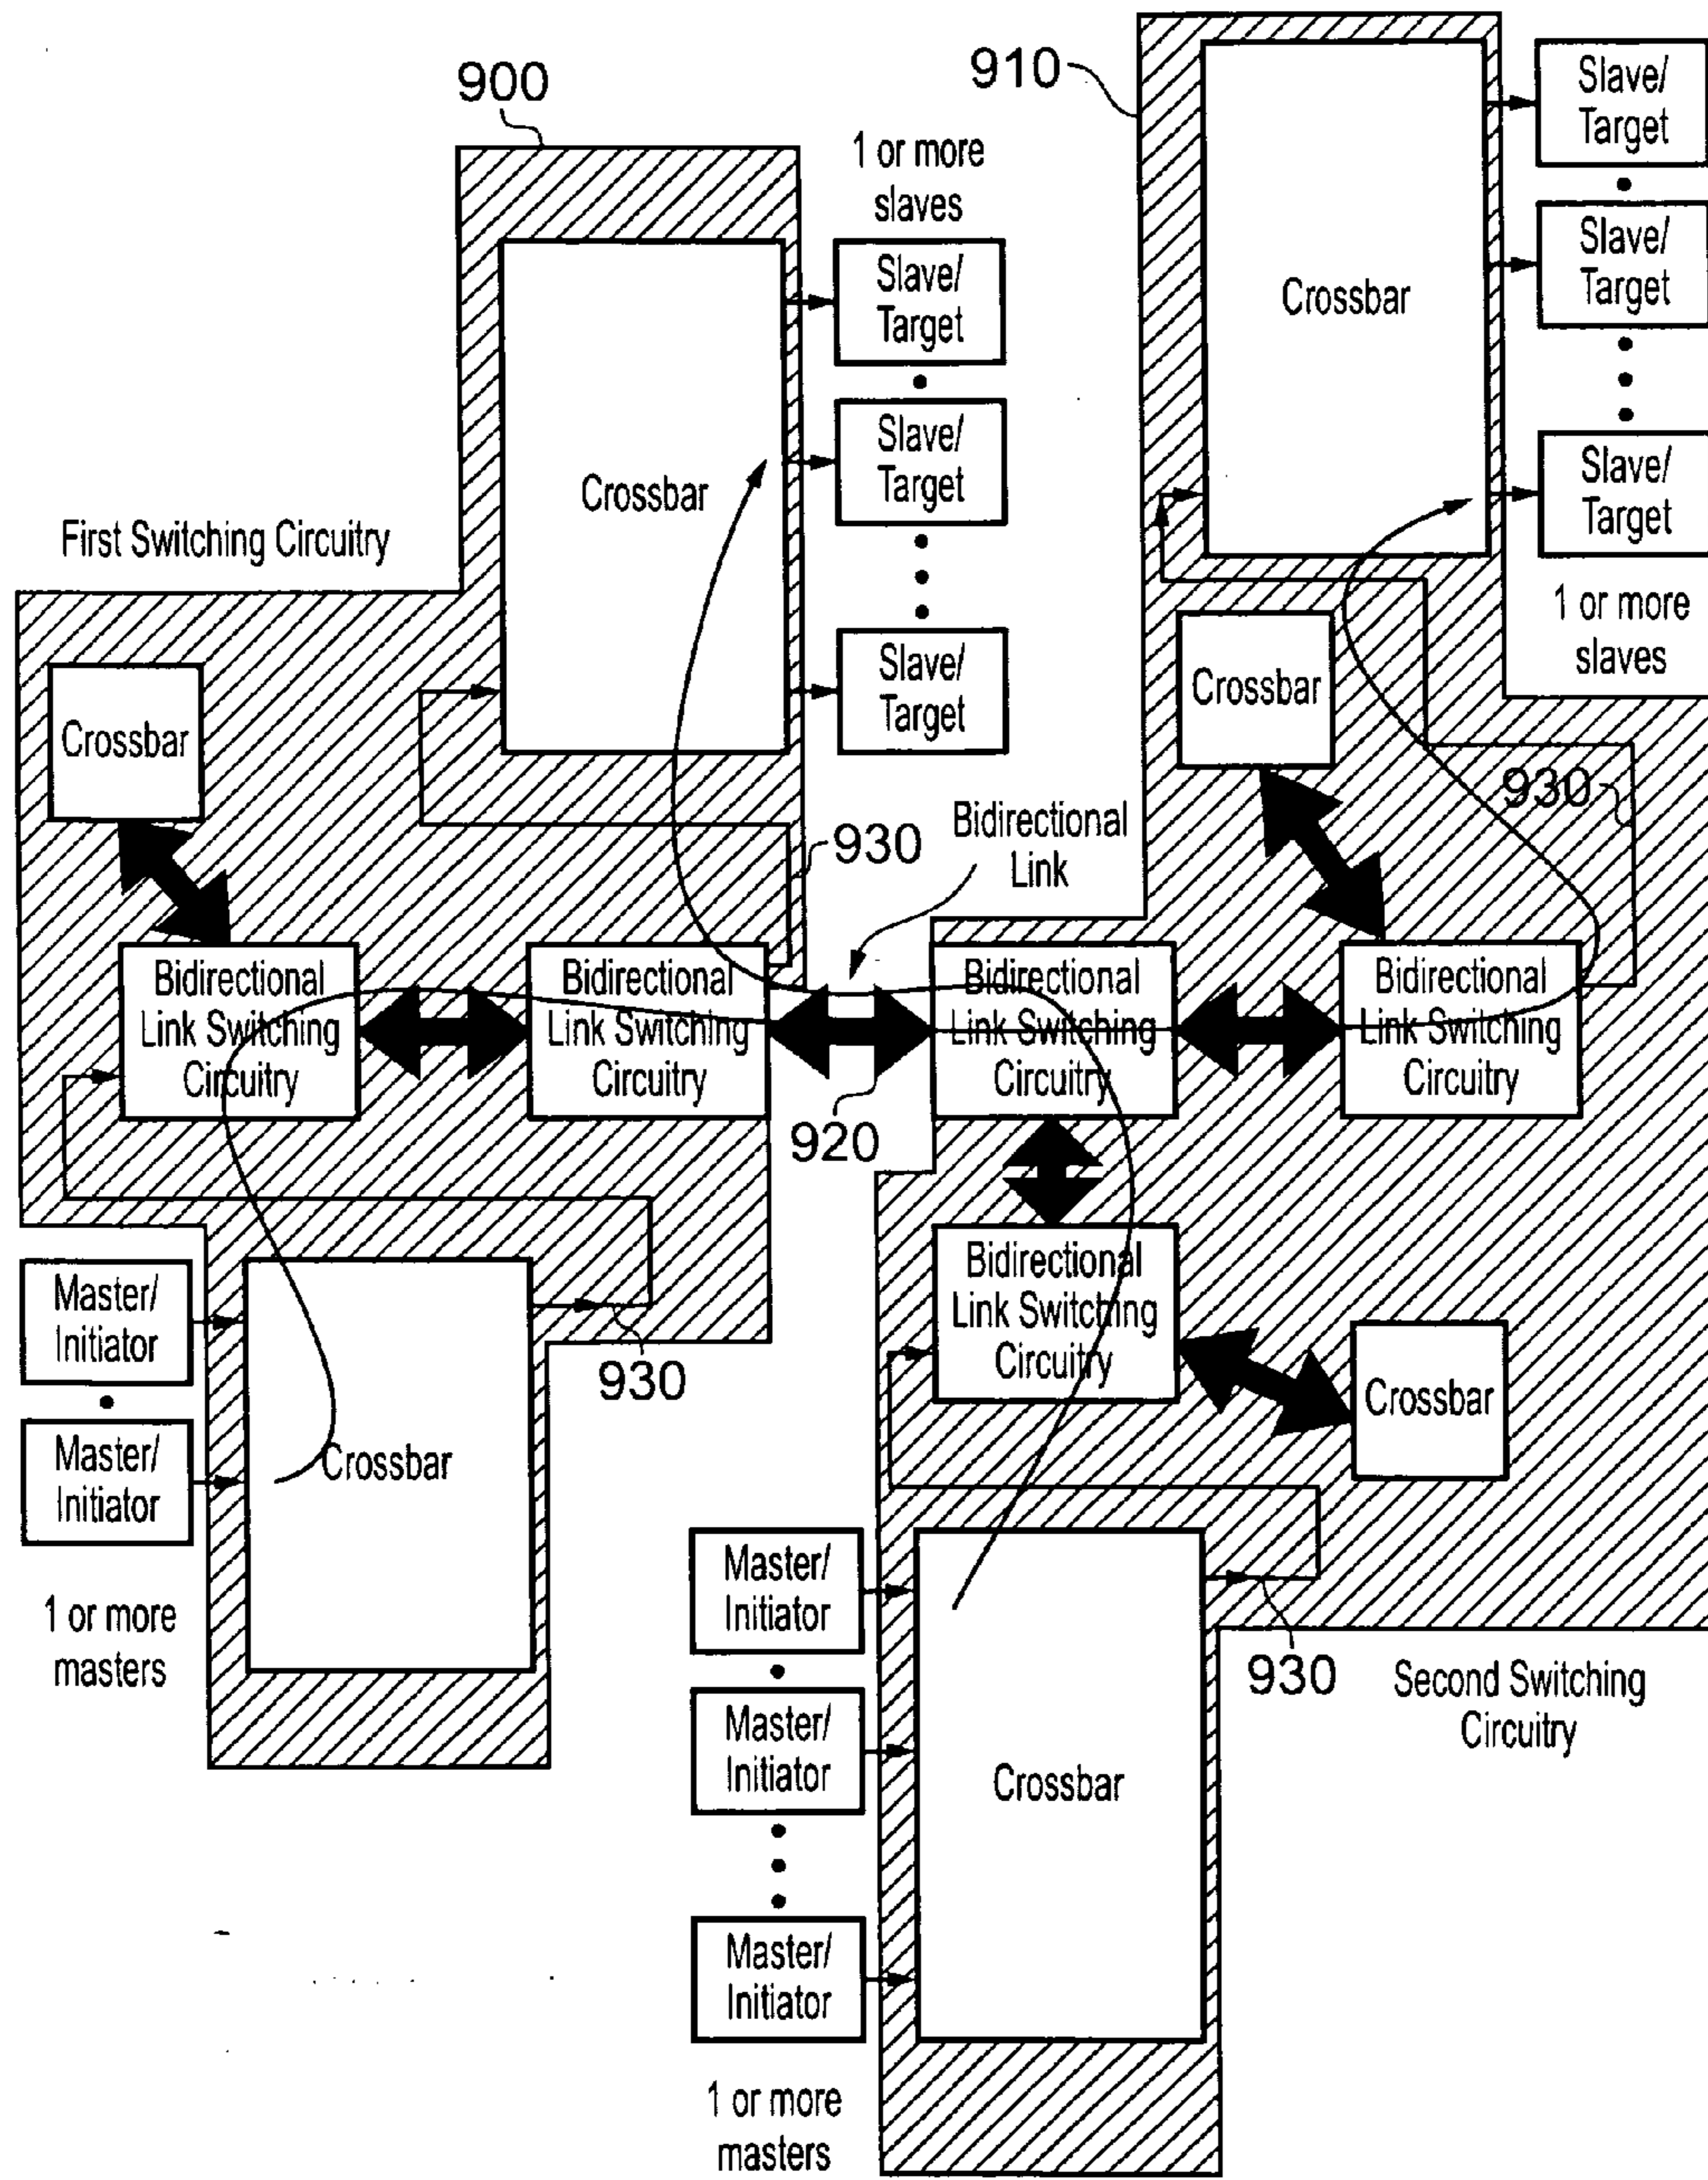 900
910
Slave/
Target
1 or more
slaves
Slave/
Target
Slave/
Target
Crossbar
Slave/
Target
Crossbar
Slave/
Target
First Switching Circuitry
1 or more
slaves
Slave/
Target
Crossbar
Crossbar
930
Bidirectional
Link
930
Bidirectional
Link Switching
Circuitry
Bidirectional
Link Switching
Circuitry
Bidirectional
Link Switching
Circuitry
Bidirectional
Link Switching
Circuitry
920
Bidirectional
Link Switching
Circuitry
Master/
Initiator
930
Crossbar
Master/
Initiator
Crossbar
Master/
Initiator
1 or more
masters
930
Second Switching
Circuitry
Master/
Initiator
Crossbar
Master/
Initiator
1 or more
masters